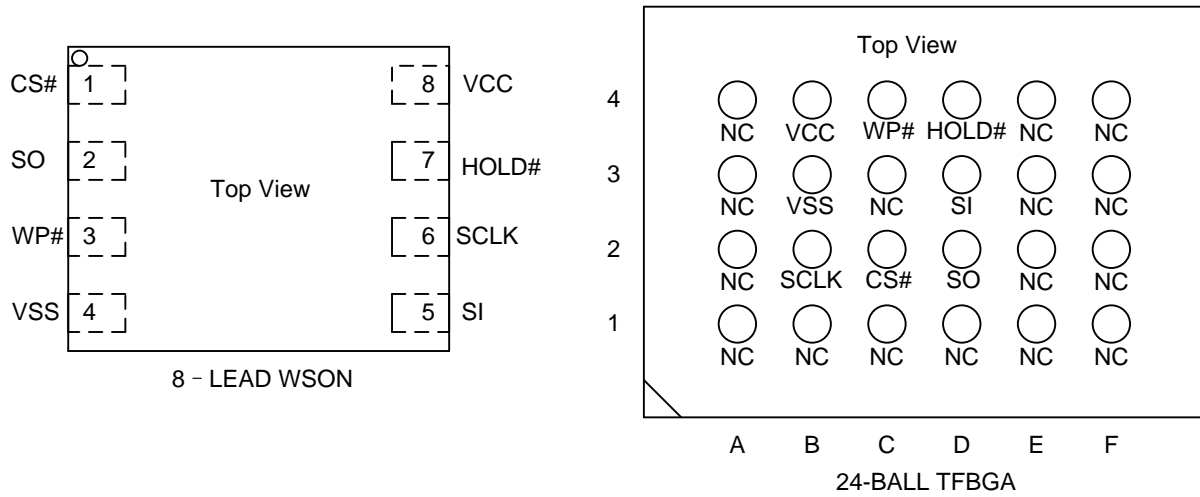 Top View
CS# 1 8 VCC
SO 2 7 HOLD#
Top View
WP# 3 6 SCLK
VSS 4 5 SI
8 - LEAD WSON
4
NC VCC WP# HOLD# NC NC
3
NC VSS NC SI NC NC
2
NC SCLK CS# SO NC NC
1
NC NC NC NC NC NC
A B C D E F
24-BALL TFBGA